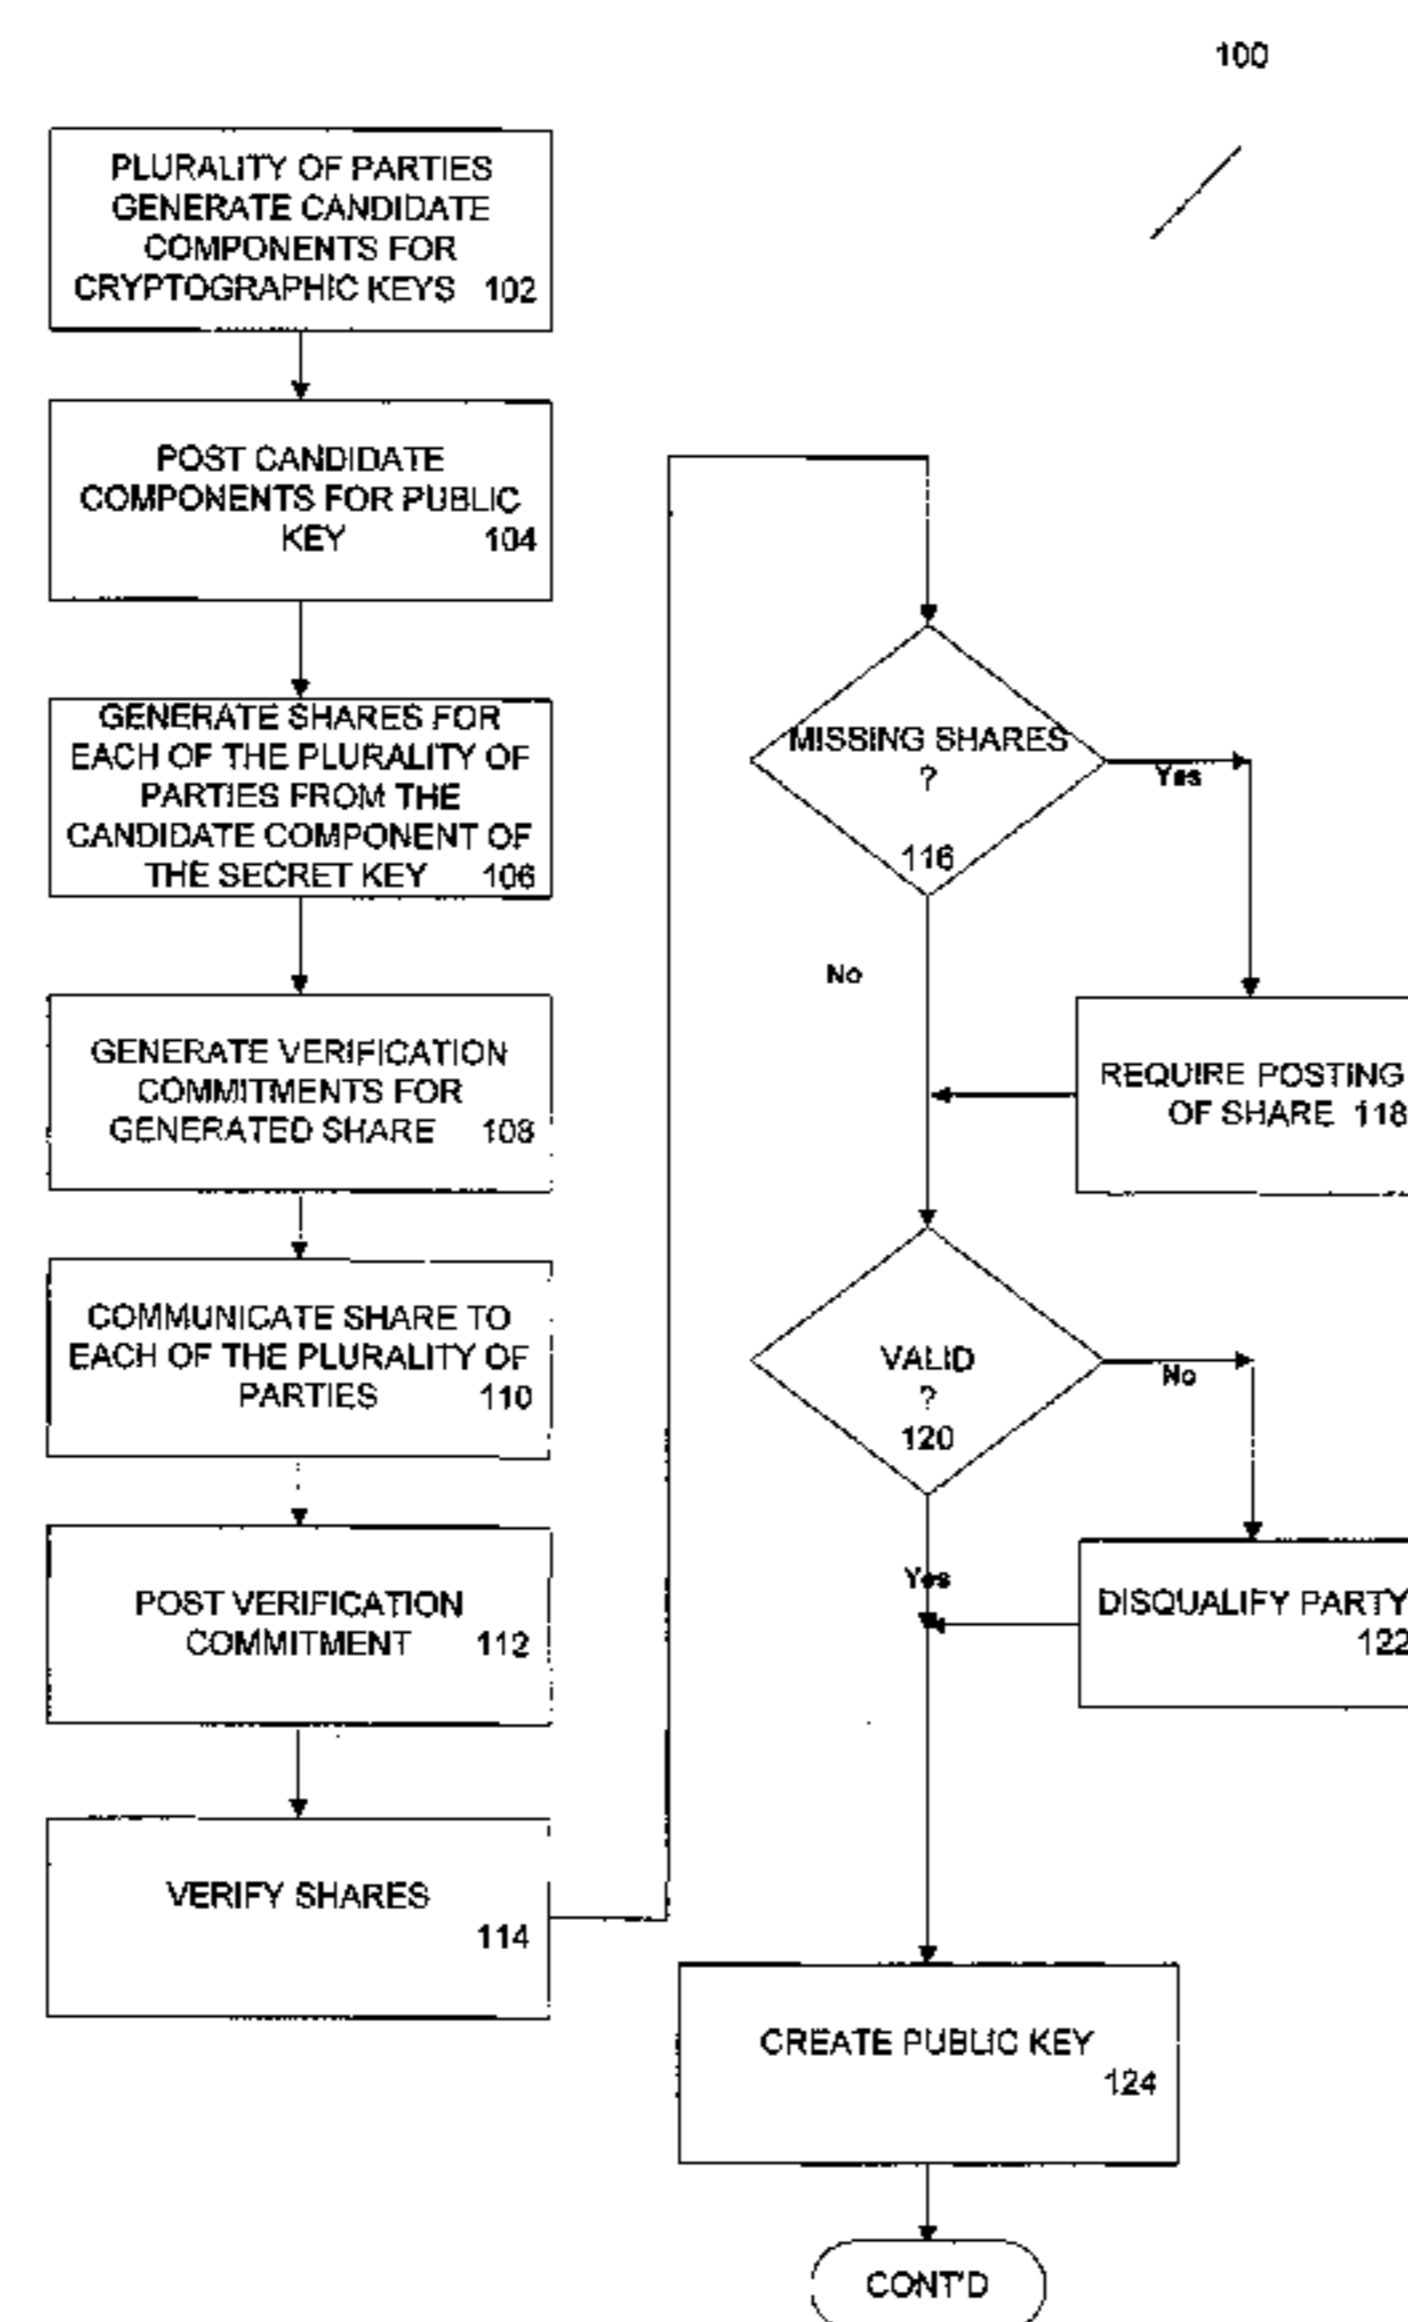 100
PLURALITY OF PARTIES
GENERATE CANDIDATE
COMPONENTS FOR
CRYPTOGRAPHIC KEYS 102
POST CANDIDATE
COMPONENTS FOR PUBLIC
KEY 104
GENERATE SHARES FOR
EACH OF THE PLURALITY OF
PARTIES FROM THE
CANDIDATE COMPONENT OF
THE SECRET KEY 106
GENERATE VERIFICATION
COMMITMENTS FOR
GENERATED SHARE 108
COMMUNICATE SHARE TO
EACH OF THE PLURALITY OF
PARTIES 110
POST VERIFICATION
COMMITMENT 112
VERIFY SHARES
114
MISSING SHARES
?
116
Yes
No
REQUIRE POSTING
OF SHARE 118
VALID
?
120
No
Yes
DISQUALIFY PARTY
122
CREATE PUBLIC KEY
124
CONT'D